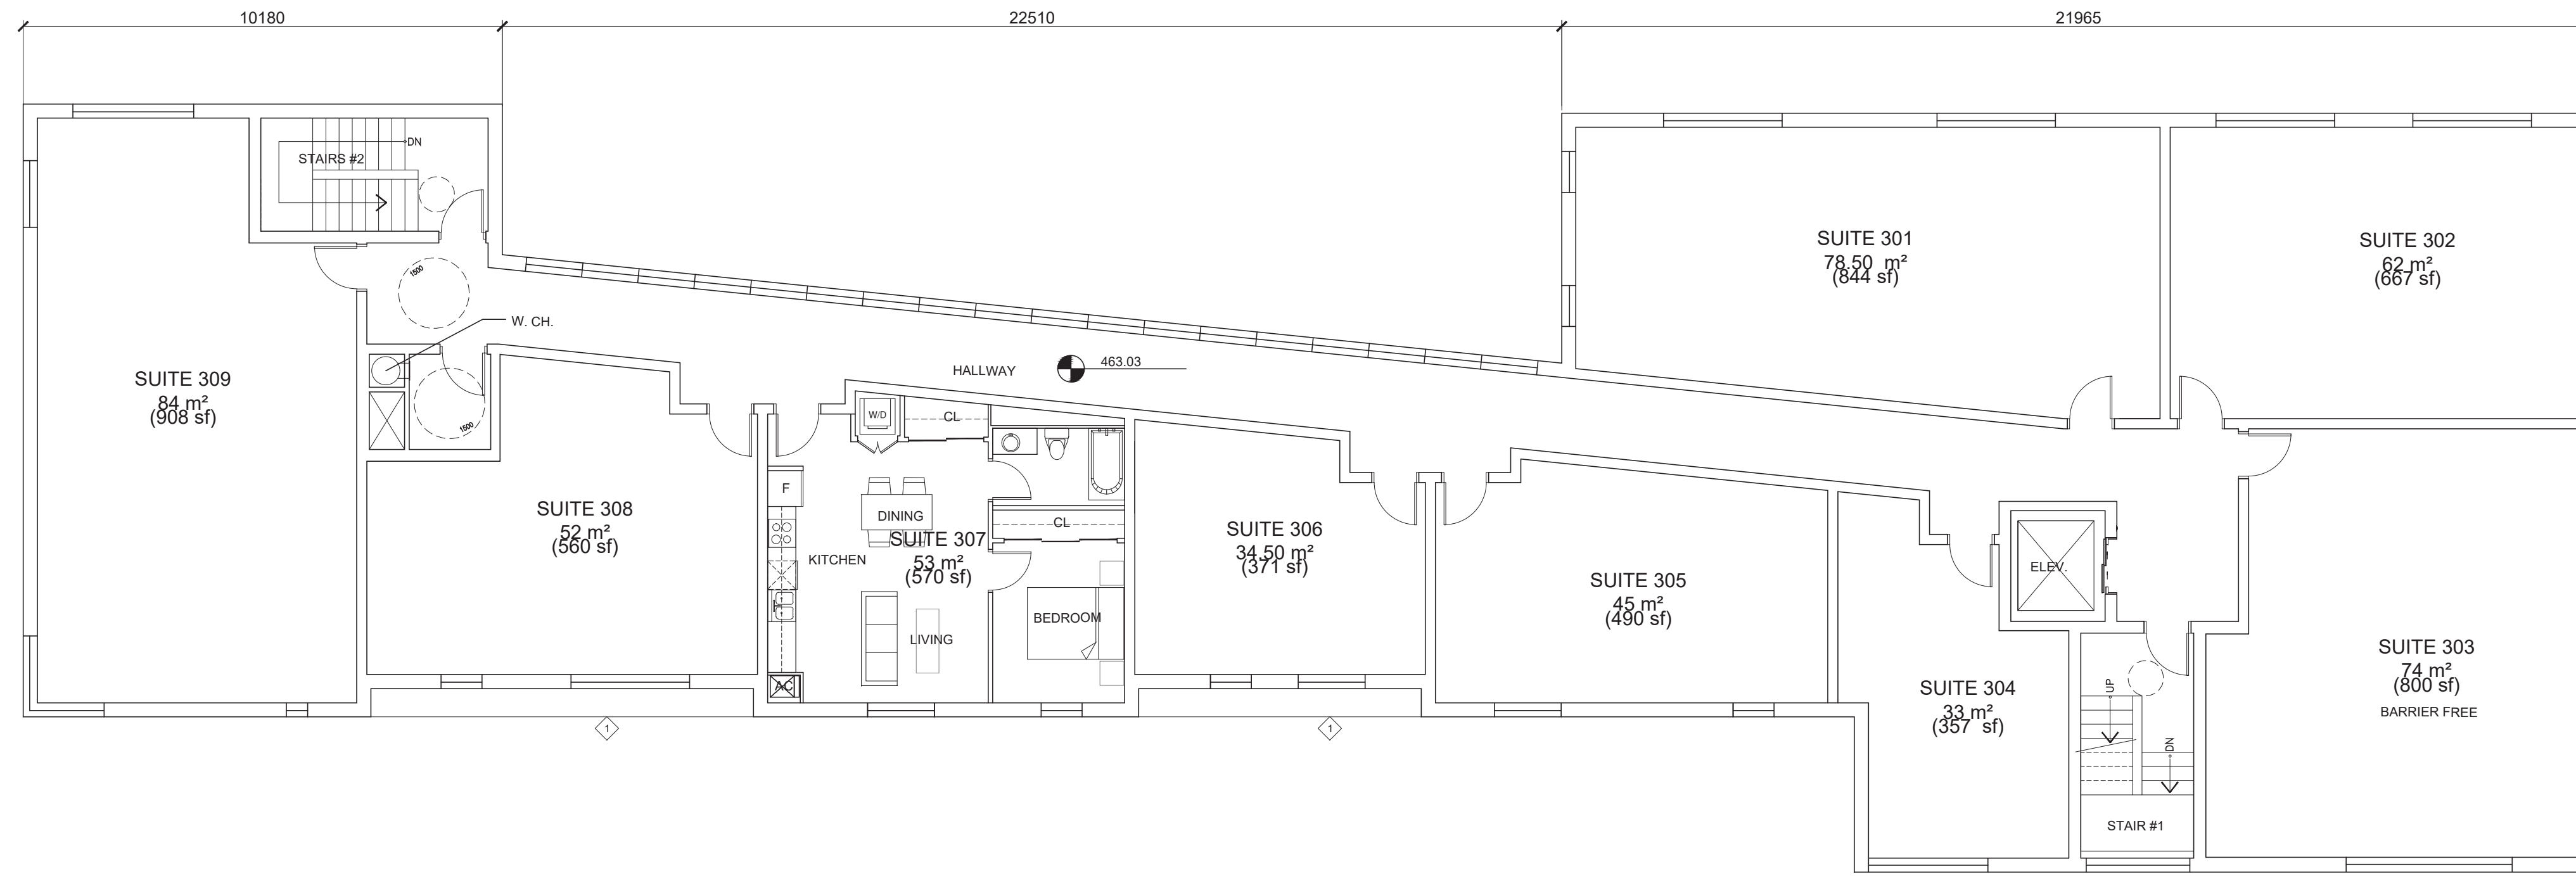 10180
22510
21965
STAIRS #2
DN
1500
W. CH.
1500
HALLWAY
463.03
SUITE 301
78.50 m²
(844 sf)
SUITE 302
62 m²
(667 sf)
SUITE 309
84 m²
(908 sf)
SUITE 308
52 m²
(560 sf)
W/D
CL
F
DINING
KITCHEN
SUITE 307
53 m²
(570 sf)
CL
BEDROOM
LIVING
AC
SUITE 306
34.50 m²
(371 sf)
SUITE 305
45 m²
(490 sf)
ELEV.
SUITE 304
33 m²
(357 sf)
UP
DN
STAIR #1
SUITE 303
74 m²
(800 sf)
BARRIER FREE
1
1